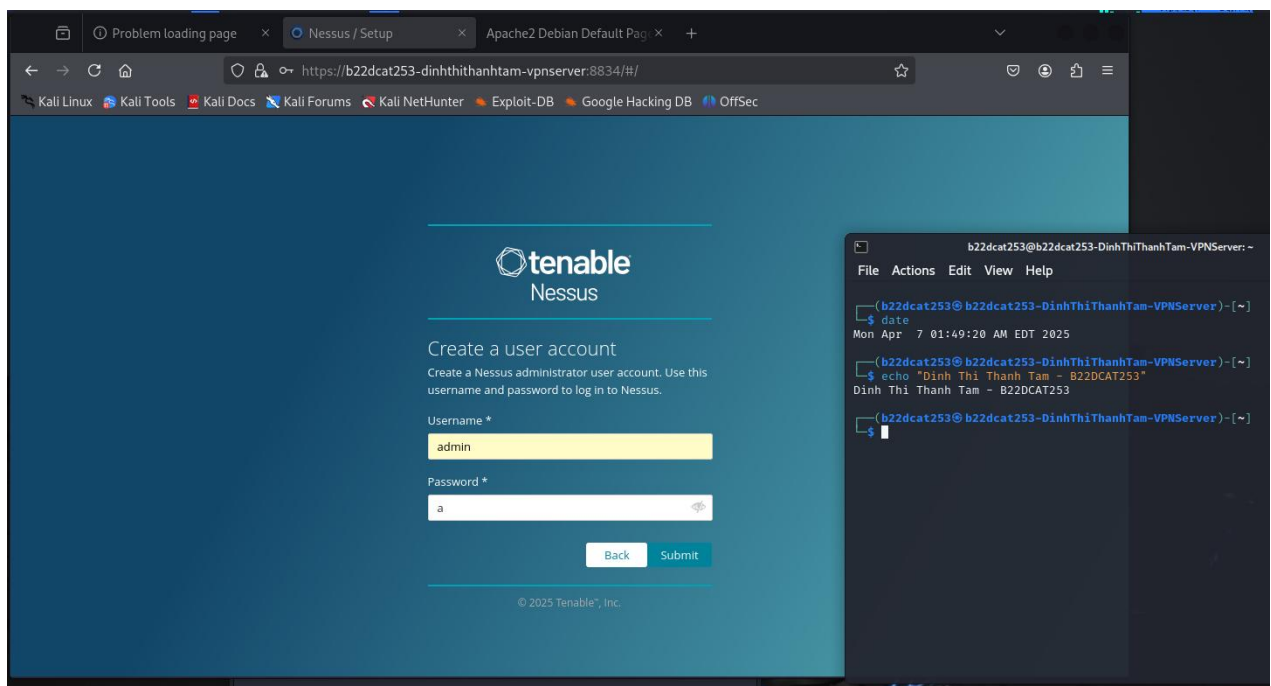 Problem loading page
Nessus / Setup
Apache2 Debian Default Pag
https://b22dcat253-dinhthithanhtam-vpnserver:8834/#/
Kali Linux Kali Tools Kali Docs Kali Forums Kali NetHunter Exploit-DB Google Hacking DB OffSec
tenable
Nessus
Create a user account
Create a Nessus administrator user account. Use this
username and password to log in to Nessus.
Username *
admin
Password *
a
Back Submit
© 2025 Tenable™, Inc.
b22dcat253@b22dcat253-DinhThiThanhTam-VPNServer: ~
File Actions Edit View Help
┌──(b22dcat253㉿b22dcat253-DinhThiThanhTam-VPNServer)-[~]
└─$ date
Mon Apr 7 01:49:20 AM EDT 2025
┌──(b22dcat253㉿b22dcat253-DinhThiThanhTam-VPNServer)-[~]
└─$ echo "Dinh Thi Thanh Tam - B22DCAT253"
Dinh Thi Thanh Tam - B22DCAT253
┌──(b22dcat253㉿b22dcat253-DinhThiThanhTam-VPNServer)-[~]
└─$